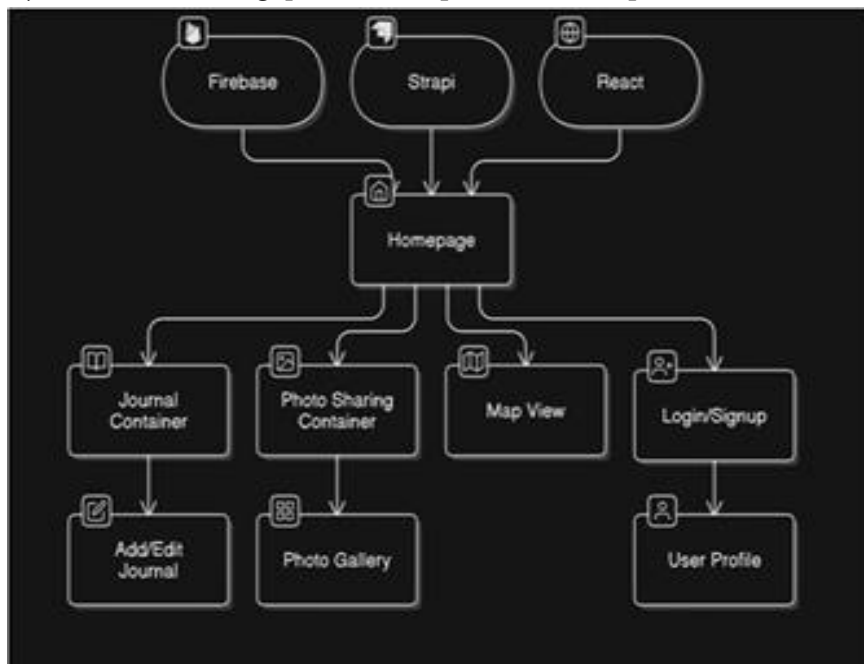 Firebase
Strapi
React
Homepage
Journal
Container
Photo Sharing
Container
Map View
Login/Signup
Add/Edit
Journal
Photo Gallery
User Profile